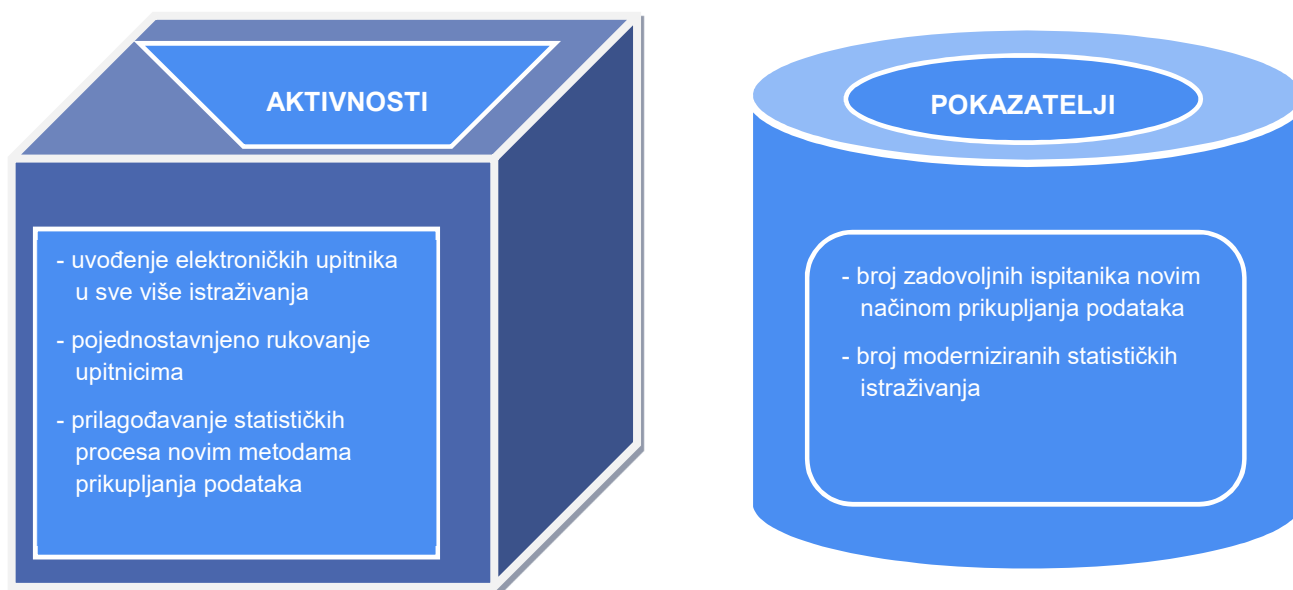 AKTIVNOSTI
- uvođenje elektroničkih upitnika
u sve više istraživanja
- pojednostavnjeno rukovanje
upitnicima
- prilagođavanje statističkih
procesa novim metodama
prikupljanja podataka
POKAZATELJI
- broj zadovoljnih ispitanika novim
načinom prikupljanja podataka
- broj moderniziranih statističkih
istraživanja